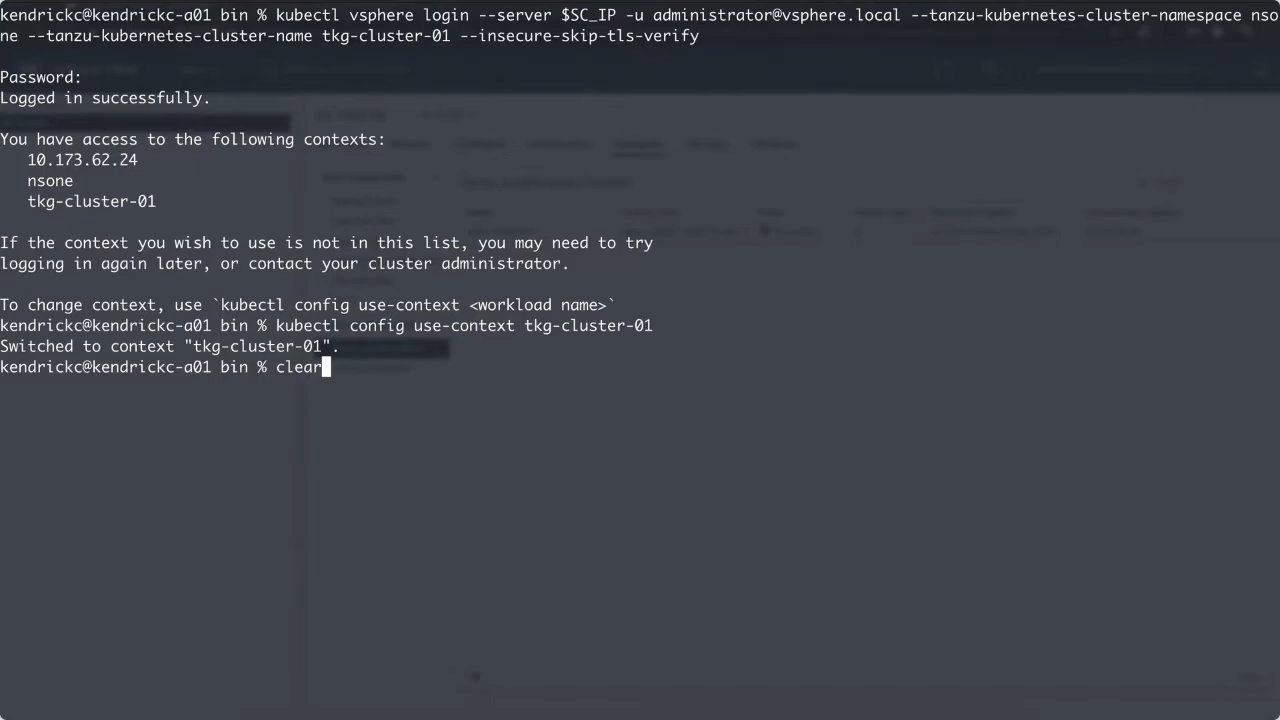 kendrickc@kendrickc-a01 bin % kubectl vsphere login --server $SC_IP -u administrator@vsphere.local --tanzu-kubernetes-cluster-namespace nso
ne --tanzu-kubernetes-cluster-name tkg-cluster-01 --insecure-skip-tls-verify
Password:
Logged in successfully.
You have access to the following contexts:
10.173.62.24
nsone
tkg-cluster-01
If the context you wish to use is not in this list, you may need to try
logging in again later, or contact your cluster administrator.
To change context, use `kubectl config use-context <workload name>`
kendrickc@kendrickc-a01 bin % kubectl config use-context tkg-cluster-01
Switched to context "tkg-cluster-01".
kendrickc@kendrickc-a01 bin % clear